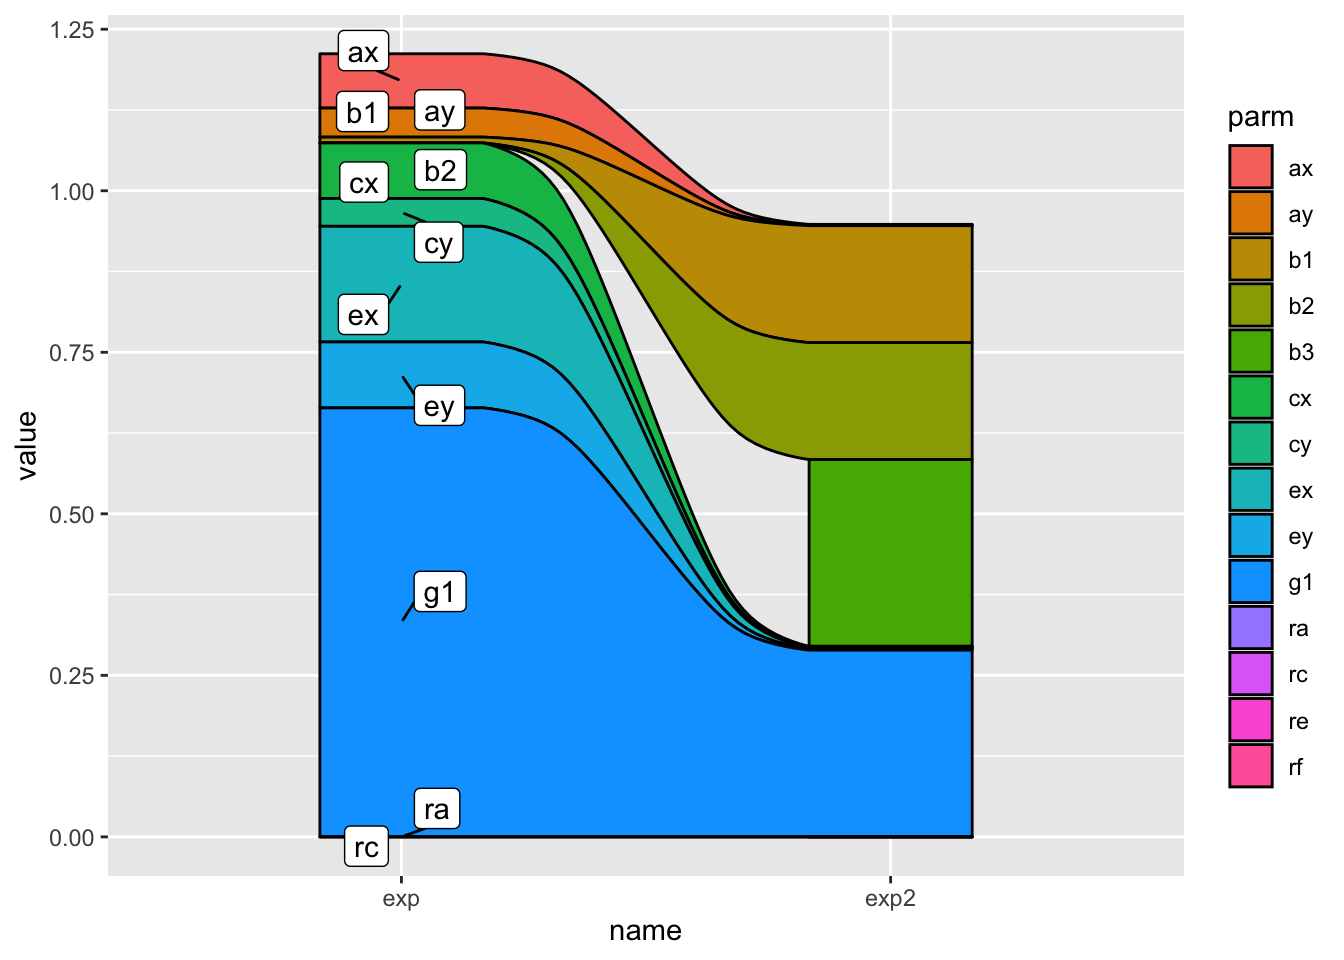 1.25
1.00
0.75
0.50
0.25
0.00
value
ax
b1
ay
cx
b2
cy
ex
ey
g1
ra
rc
exp
exp2
name
parm
ax
ay
b1
b2
b3
cx
cy
ex
ey
g1
ra
rc
re
rf